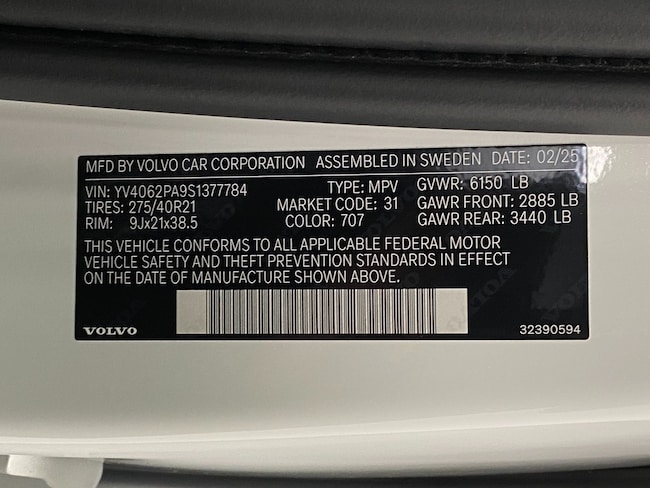 MFD BY VOLVO CAR CORPORATION ASSEMBLED IN SWEDEN DATE: 02/25
VIN: YV4062PA9S1377784 TYPE: MPV GVWR: 6150 LB
TIRES: 275/40R21 MARKET CODE: 31 GAWR FRONT: 2885 LB
RIM: 9Jx21x38.5 COLOR: 707 GAWR REAR: 3440 LB
THIS VEHICLE CONFORMS TO ALL APPLICABLE FEDERAL MOTOR
VEHICLE SAFETY AND THEFT PREVENTION STANDARDS IN EFFECT
ON THE DATE OF MANUFACTURE SHOWN ABOVE.
VOLVO 32390594